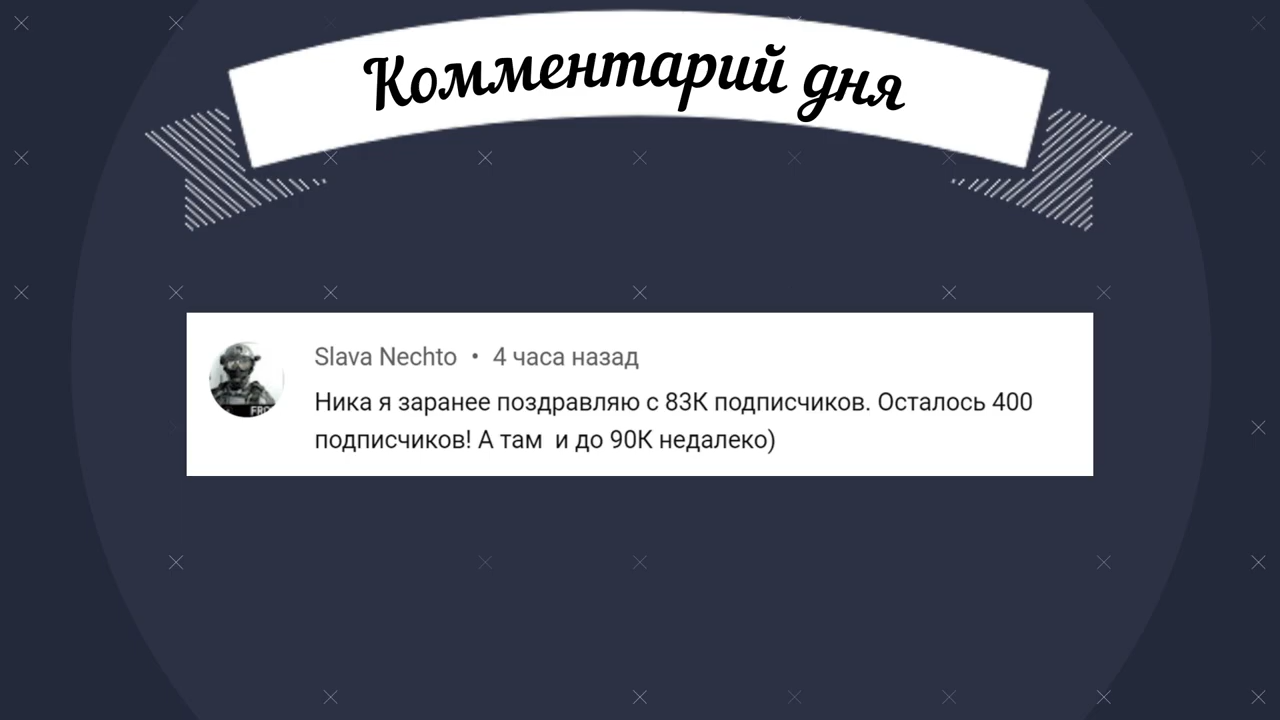 Комментарий дня
Slava Nechto • 4 часа назад
Ника я заранее поздравляю с 83К подписчиков. Осталось 400
подписчиков! А там  и до 90К недалеко)